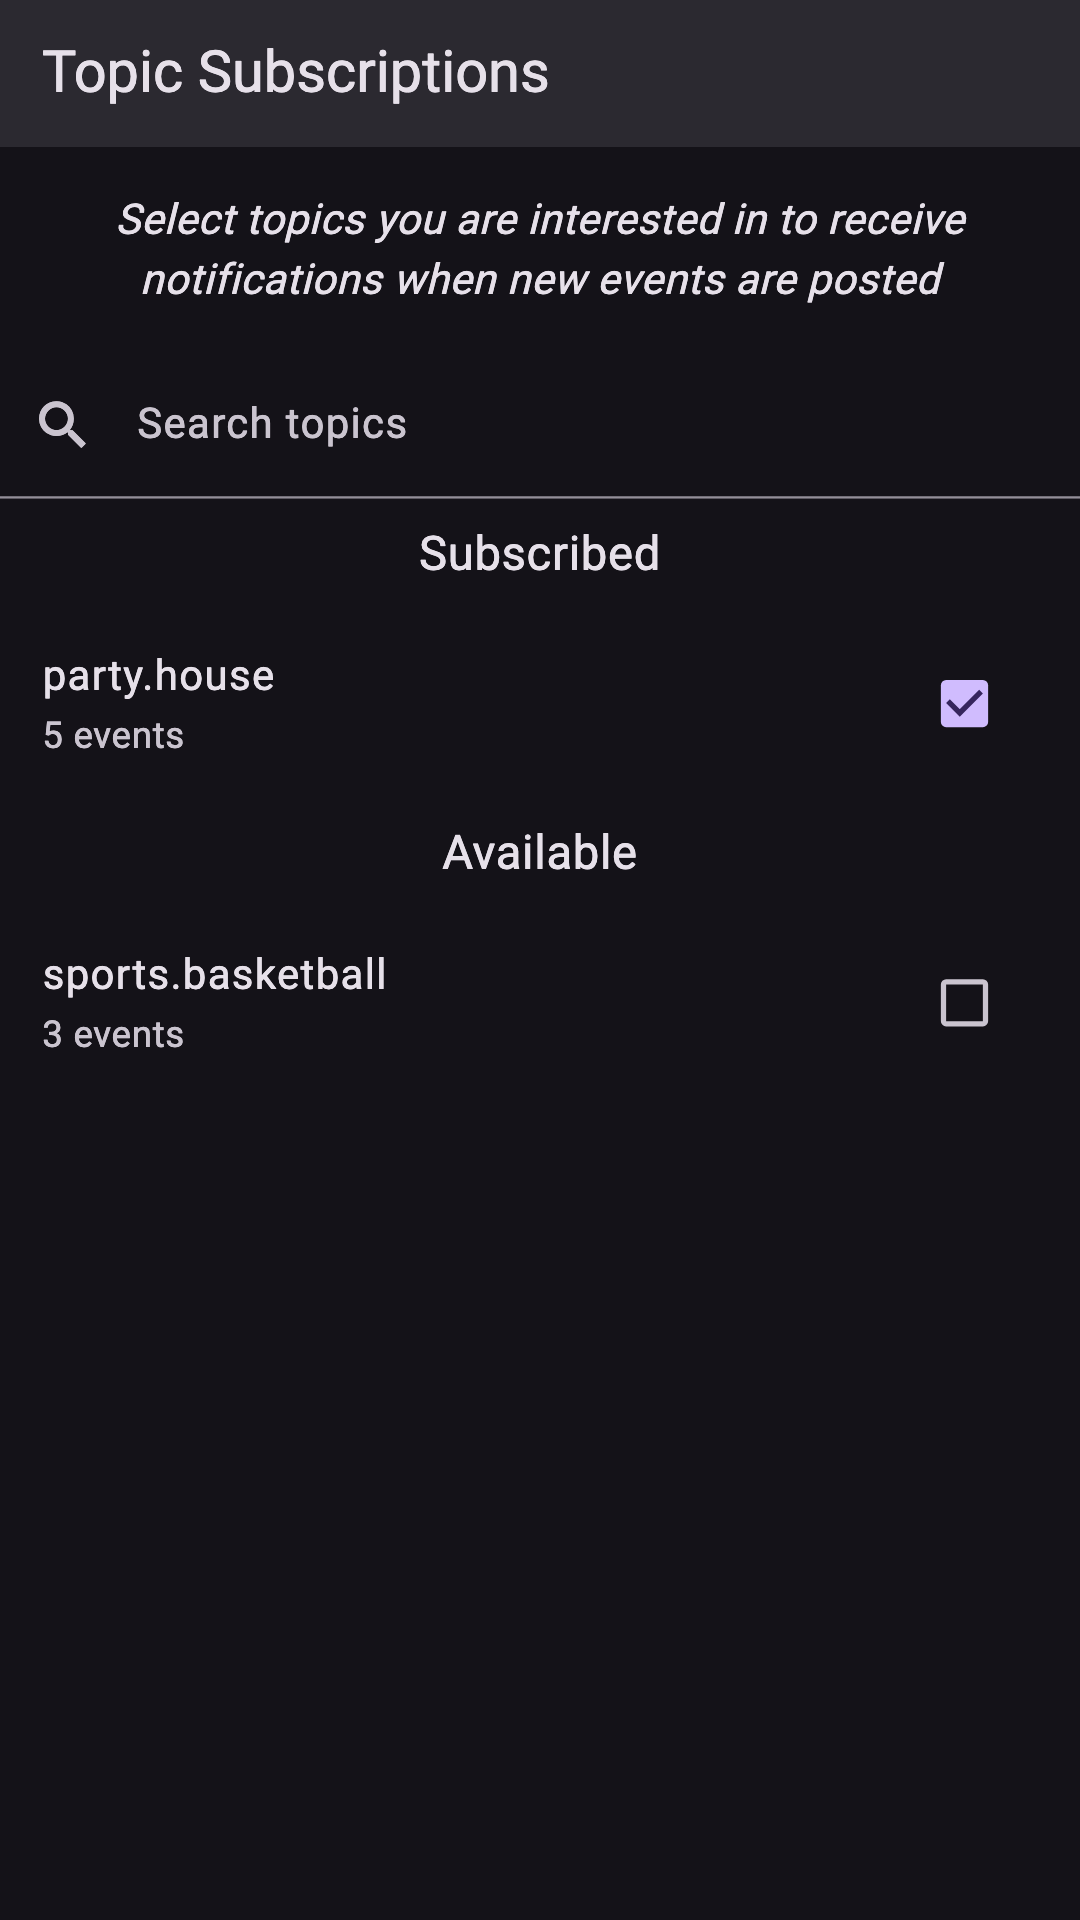 Topic Subscriptions
Select topics you are interested in to receive
notifications when new events are posted
Search topics
Subscribed
party.house
5 events
Available
sports.basketball
3 events